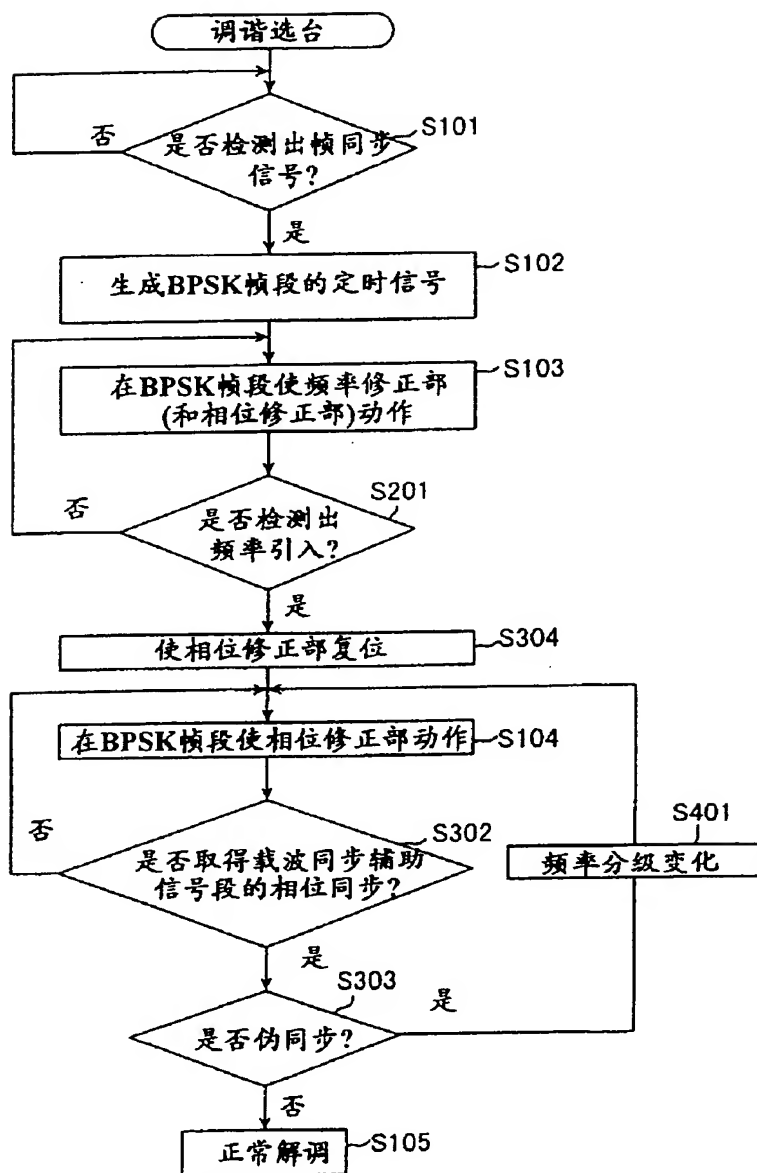 调谐选台
否
是否检测出帧同步
信号?
S101
是
生成BPSK帧段的定时信号
S102
在BPSK帧段使频率修正部
(和相位修正部)动作
S103
否
是否检测出
频率引入?
S201
是
使相位修正部复位
S304
在BPSK帧段使相位修正部动作
S104
否
是否取得载波同步辅助
信号段的相位同步?
S302
S401
频率分级变化
是
S303
是
是否伪同步?
否
正常解调
S105